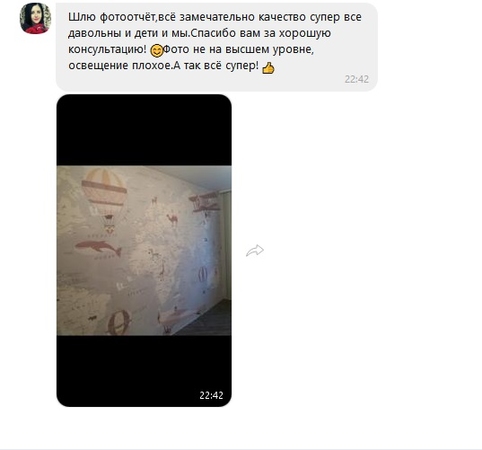 Шлю фотоотчёт,всё замечательно качество супер все
давольны и дети и мы.Спасибо вам за хорошую
консультацию! 😊Фото не на высшем уровне,
освещение плохое.А так всё супер! 👍
22:42
22:42